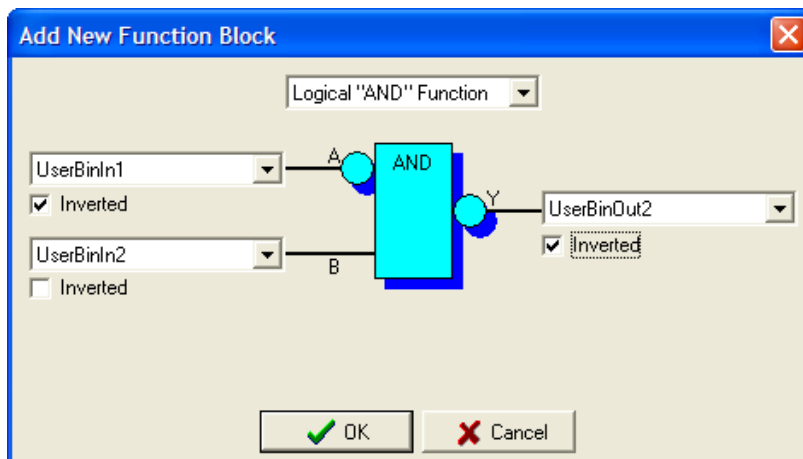 Add New Function Block
Logical "AND" Function
UserBinIn1
A
AND
Inverted
Y
UserBinOut2
UserBinIn2
Inverted
B
Inverted
OK
Cancel